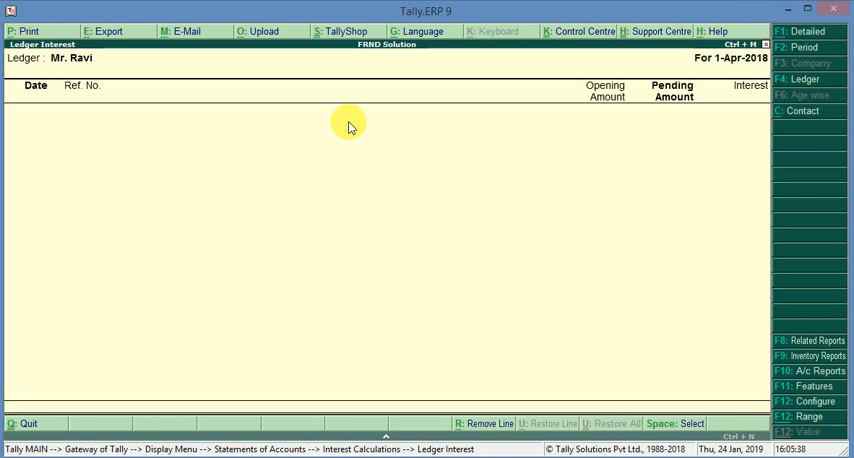 Tally.ERP 9
P: Print E: Export M: E-Mail O: Upload S: TallyShop G: Language K: Keyboard K: Control Centre H: Support Centre H: Help
Ledger Interest FRND Solution Ctrl + M
Ledger : Mr. Ravi For 1-Apr-2018
Date Ref. No. Opening Amount Pending Amount Interest
F1: Detailed
F2: Period
F3: Company
F4: Ledger
F6: Age wise
C: Contact
F8: Related Reports
F9: Inventory Reports
F10: A/c Reports
F11: Features
F12: Configure
F12: Range
F12: Value
Q: Quit R: Remove Line U: Restore Line U: Restore All Space: Select
Ctrl + N
Tally MAIN --> Gateway of Tally --> Display Menu --> Statements of Accounts --> Interest Calculations --> Ledger Interest © Tally Solutions Pvt Ltd., 1988-2018 Thu, 24 Jan, 2019 16:05:38